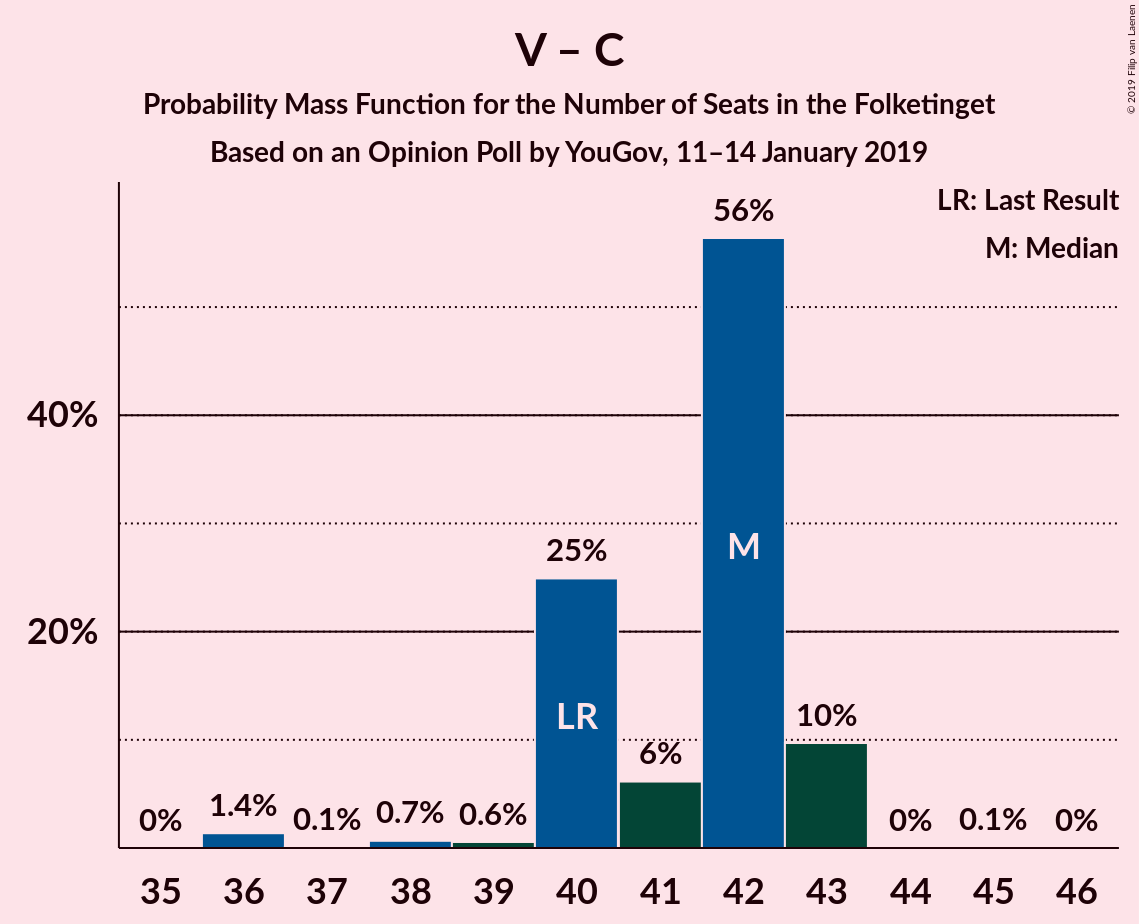 V – C
Probability Mass Function for the Number of Seats in the Folketinget
Based on an Opinion Poll by YouGov, 11–14 January 2019
© 2019 Filip van Laenen
LR: Last Result
M: Median
56%
40%
M
25%
20%
LR
10%
6%
0%
1.4%
0.1%
0.7%
0.6%
0%
0.1%
0%
35 36 37 38 39 40 41 42 43 44 45 46